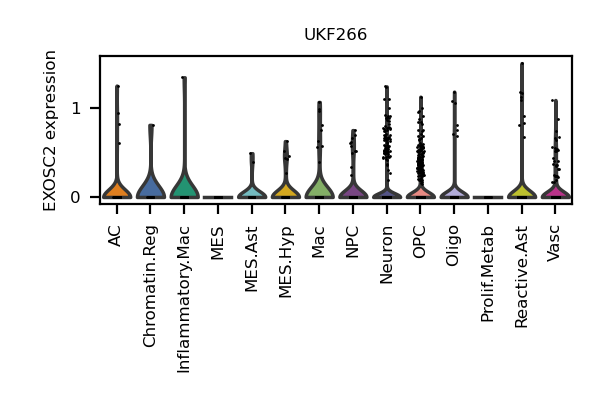 UKF266
EXOSC2 expression
1
0
AC
Chromatin.Reg
Inflammatory.Mac
MES
MES.Ast
MES.Hyp
Mac
NPC
Neuron
OPC
Oligo
Prolif.Metab
Reactive.Ast
Vasc